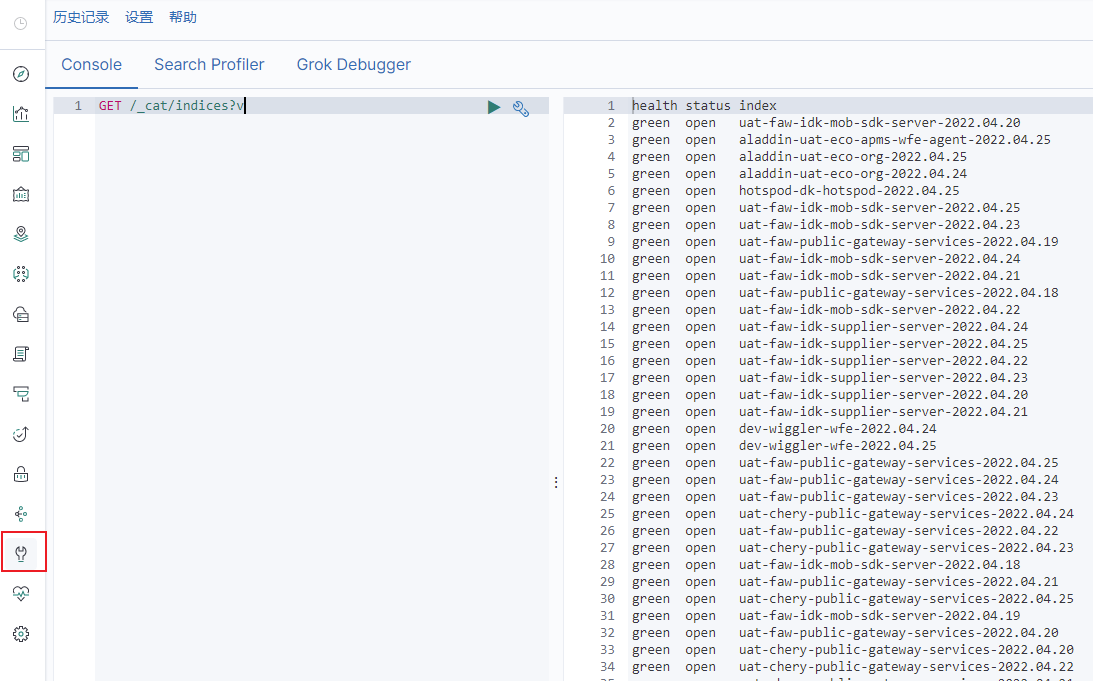 历史记录 设置 帮助
Console Search Profiler Grok Debugger
1 GET /_cat/indices?v
1 health status index
2 green open uat-faw-idk-mob-sdk-server-2022.04.20
3 green open aladdin-uat-eco-apms-wfe-agent-2022.04.25
4 green open aladdin-uat-eco-org-2022.04.25
5 green open aladdin-uat-eco-org-2022.04.24
6 green open hotspod-dk-hotspod-2022.04.25
7 green open uat-faw-idk-mob-sdk-server-2022.04.25
8 green open uat-faw-idk-mob-sdk-server-2022.04.23
9 green open uat-faw-public-gateway-services-2022.04.19
10 green open uat-faw-idk-mob-sdk-server-2022.04.24
11 green open uat-faw-idk-mob-sdk-server-2022.04.21
12 green open uat-faw-public-gateway-services-2022.04.18
13 green open uat-faw-idk-mob-sdk-server-2022.04.22
14 green open uat-faw-idk-supplier-server-2022.04.24
15 green open uat-faw-idk-supplier-server-2022.04.25
16 green open uat-faw-idk-supplier-server-2022.04.22
17 green open uat-faw-idk-supplier-server-2022.04.23
18 green open uat-faw-idk-supplier-server-2022.04.20
19 green open uat-faw-idk-supplier-server-2022.04.21
20 green open dev-wiggler-wfe-2022.04.24
21 green open dev-wiggler-wfe-2022.04.25
22 green open uat-faw-public-gateway-services-2022.04.25
23 green open uat-faw-public-gateway-services-2022.04.24
24 green open uat-faw-public-gateway-services-2022.04.23
25 green open uat-chery-public-gateway-services-2022.04.24
26 green open uat-faw-public-gateway-services-2022.04.22
27 green open uat-chery-public-gateway-services-2022.04.23
28 green open uat-faw-idk-mob-sdk-server-2022.04.18
29 green open uat-faw-public-gateway-services-2022.04.21
30 green open uat-chery-public-gateway-services-2022.04.25
31 green open uat-faw-idk-mob-sdk-server-2022.04.19
32 green open uat-faw-public-gateway-services-2022.04.20
33 green open uat-chery-public-gateway-services-2022.04.20
34 green open uat-chery-public-gateway-services-2022.04.22